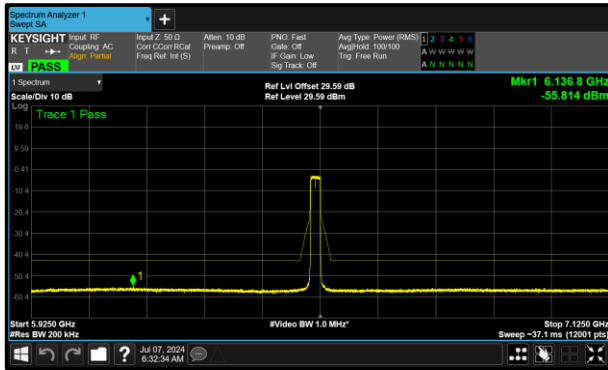 Spectrum Analyzer 1
Swept SA
KEYSIGHT
R T
LXI
PASS
Input: RF
Coupling: AC
Align: Partial
Input Z: 50 Ω
Corr CCorr RCal
Freq Ref: Int (S)
Atten: 10 dB
Preamp: Off
PNO: Fast
Gate: Off
IF Gain: Low
Sig Track: Off
Avg Type: Power (RMS)
Avg|Hold: 100/100
Trig: Free Run
1 2 3 4 5 6
A W W W W W
A N N N N N
1 Spectrum
Scale/Div 10 dB
Ref Lvl Offset 29.59 dB
Ref Level 29.59 dBm
Mkr1 6.136 8 GHz
-55.814 dBm
Log
Trace 1 Pass
19.6
9.59
-0.41
-10.4
-20.4
-30.4
-40.4
-50.4
-60.4
1
Start 5.9250 GHz
#Res BW 200 kHz
#Video BW 1.0 MHz*
Stop 7.1250 GHz
Sweep ~37.1 ms (12001 pts)
?
Jul 07, 2024
6:32:34 AM